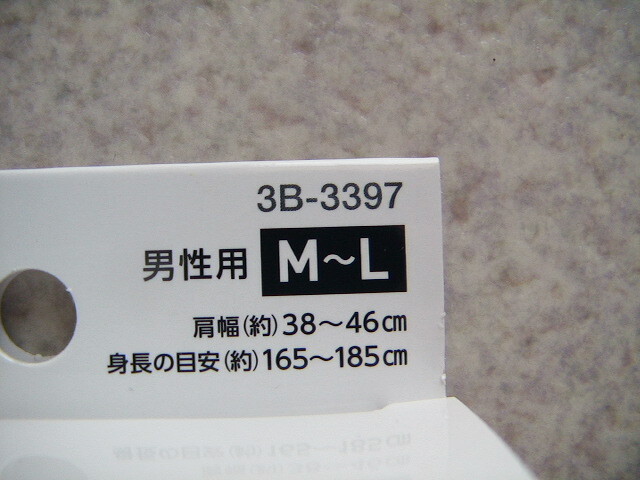 3B-3397
男性用 M～L
肩幅(約)38～46cm
身長の目安(約)165～185cm